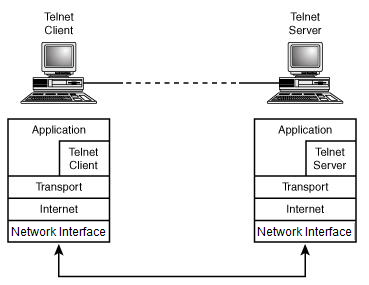 Telnet
Client
Telnet
Server
Application
Telnet
Client
Transport
Internet
Network Interface
Application
Telnet
Server
Transport
Internet
Network Interface